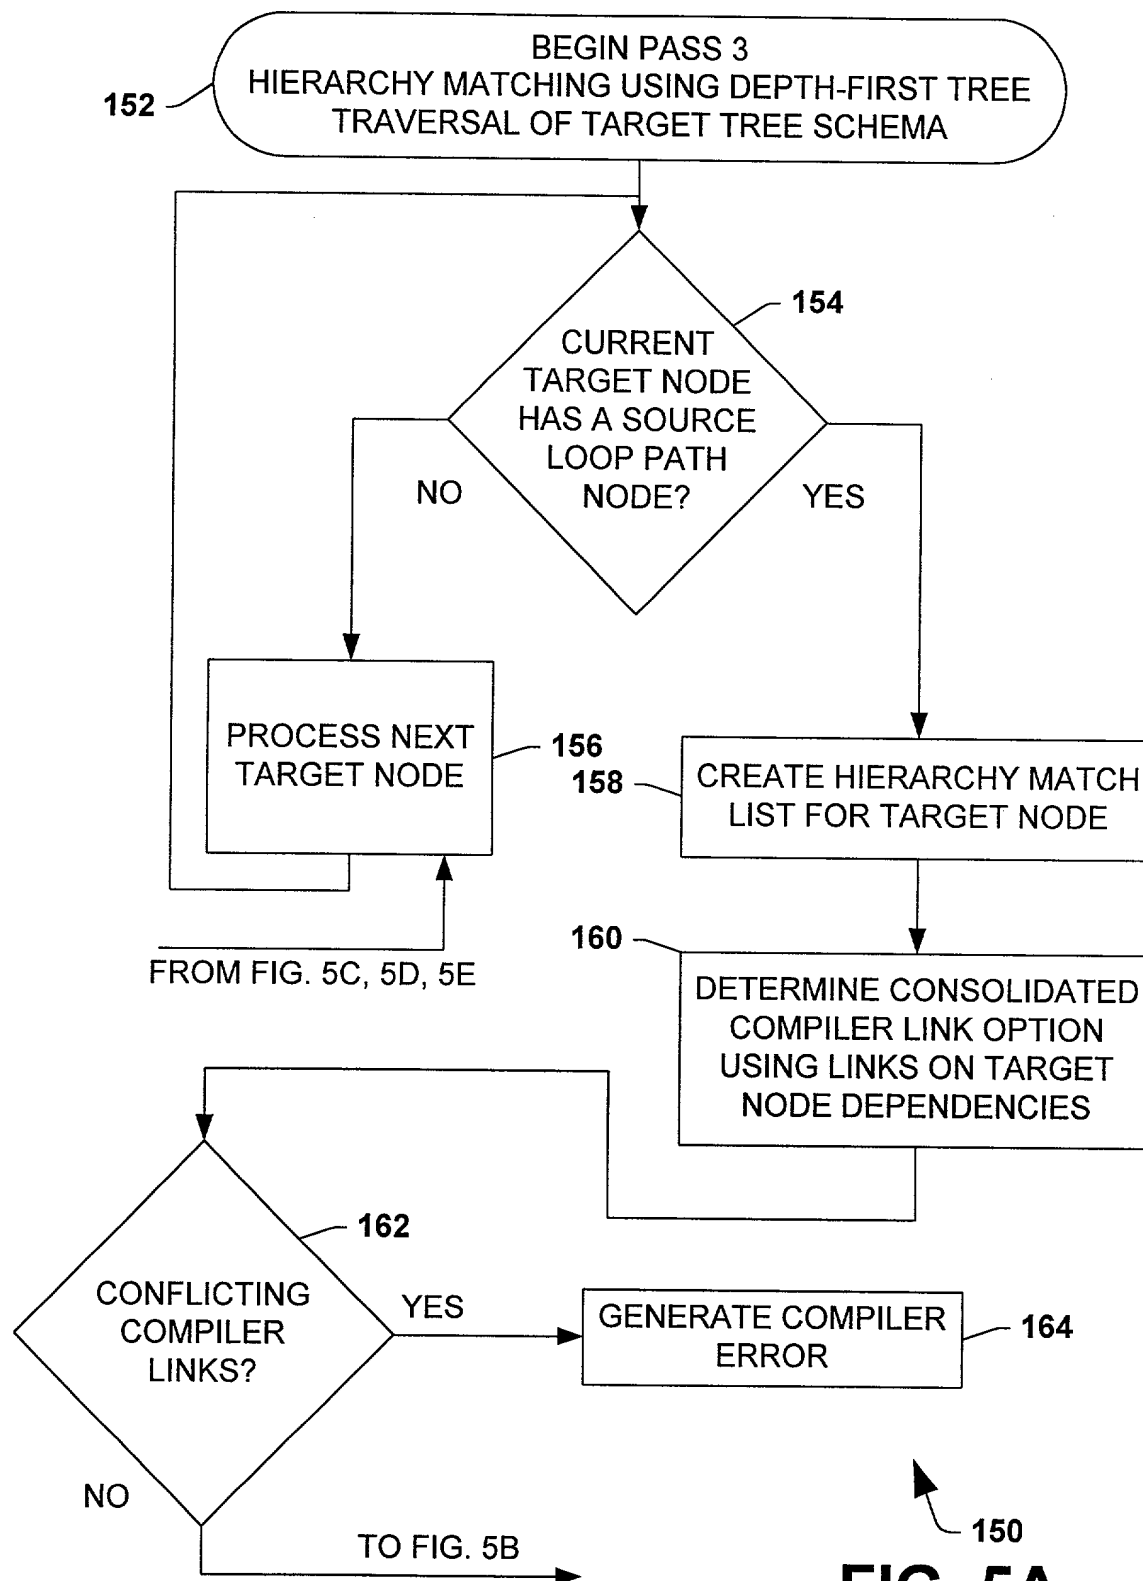 BEGIN PASS 3
HIERARCHY MATCHING USING DEPTH-FIRST TREE
TRAVERSAL OF TARGET TREE SCHEMA
152
154
CURRENT
TARGET NODE
HAS A SOURCE
LOOP PATH
NODE?
NO
YES
PROCESS NEXT
TARGET NODE
156
158
CREATE HIERARCHY MATCH
LIST FOR TARGET NODE
FROM FIG. 5C, 5D, 5E
160
DETERMINE CONSOLIDATED
COMPILER LINK OPTION
USING LINKS ON TARGET
NODE DEPENDENCIES
162
CONFLICTING
COMPILER
LINKS?
YES
GENERATE COMPILER
ERROR
164
NO
TO FIG. 5B
150
FIG. 5A